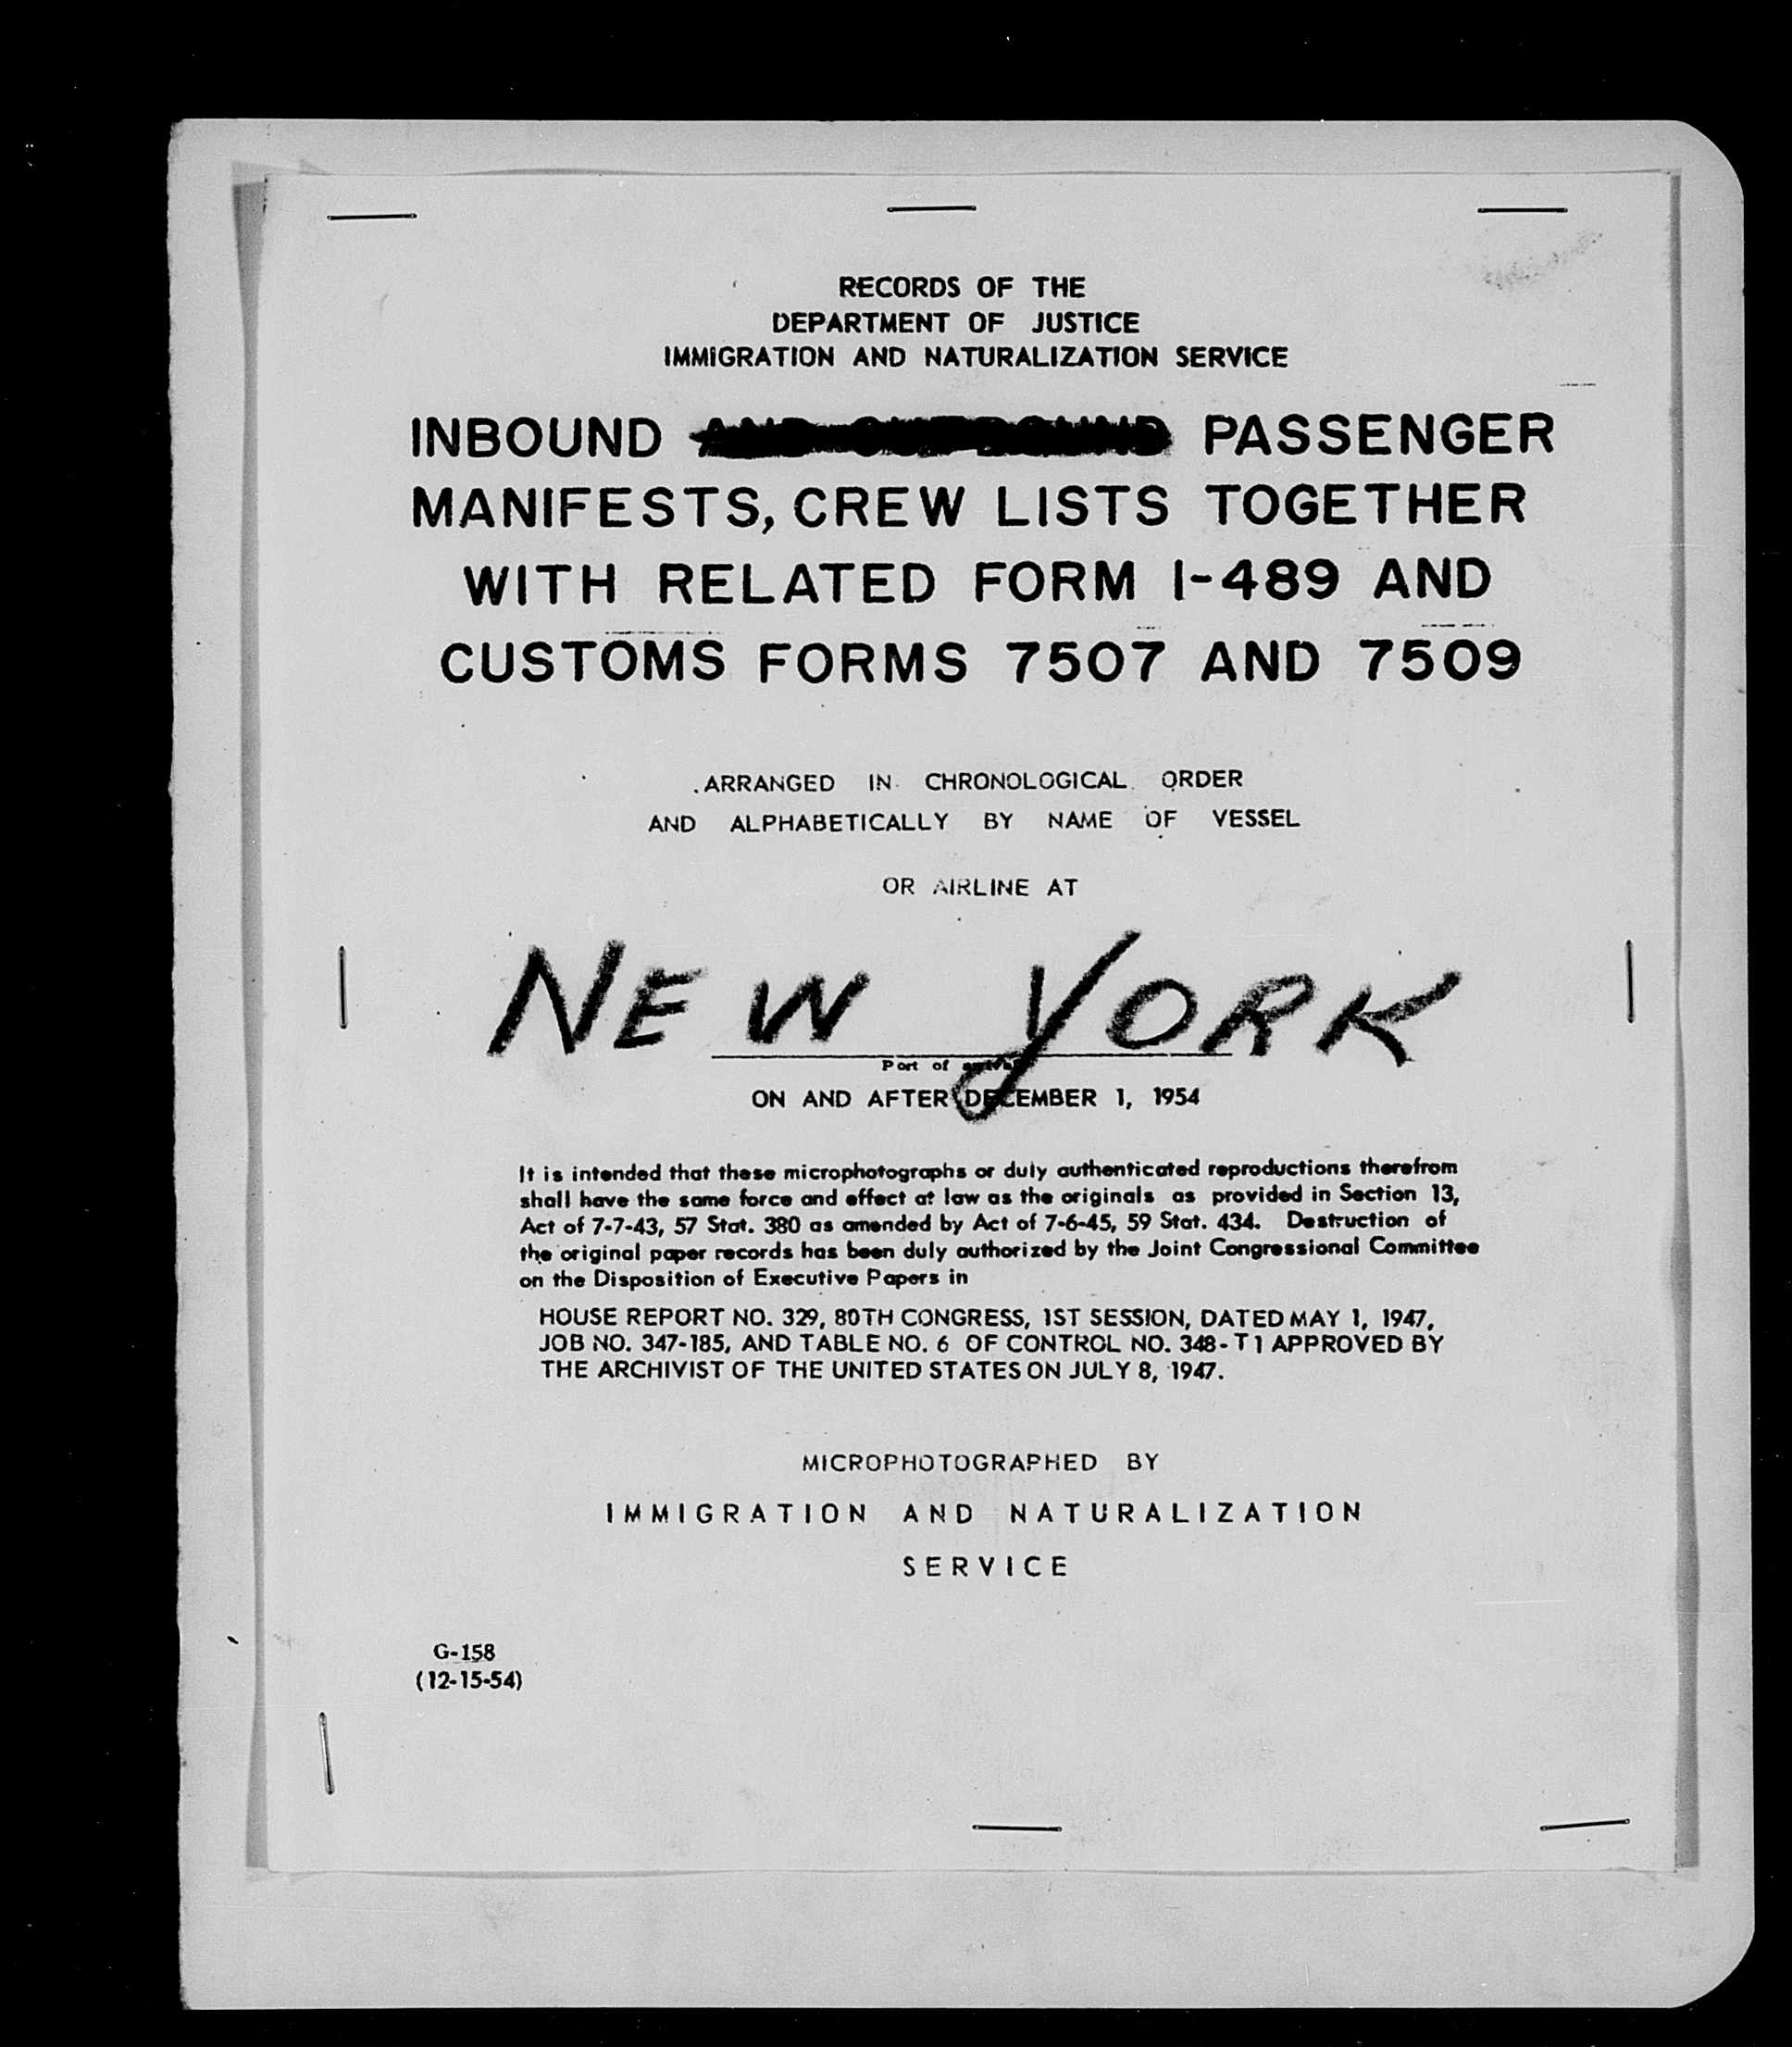 RECORDS OF THE
DEPARTMENT OF JUSTICE
IMMIGRATION AND NATURALIZATION SERVICE
INBOUND AND OUTBOUND PASSENGER
MANIFESTS, CREW LISTS TOGETHER
WITH RELATED FORM I-489 AND
CUSTOMS FORMS 7507 AND 7509
ARRANGED IN CHRONOLOGICAL ORDER
AND ALPHABETICALLY BY NAME OF VESSEL
OR AIRLINE AT
NEW YORK
Port of
ON AND AFTER DECEMBER 1, 1954
It is intended that these microphotographs or duly authenticated reproductions therefrom
shall have the same force and effect at law as the originals as provided in Section 13,
Act of 7-7-43, 57 Stat. 380 as amended by Act of 7-6-45, 59 Stat. 434. Destruction of
the original paper records has been duly authorized by the Joint Congressional Committee
on the Disposition of Executive Papers in
HOUSE REPORT NO. 329, 80TH CONGRESS, 1ST SESSION, DATED MAY 1, 1947,
JOB NO. 347-185, AND TABLE NO. 6 OF CONTROL NO. 348-T1 APPROVED BY
THE ARCHIVIST OF THE UNITED STATES ON JULY 8, 1947.
MICROPHOTOGRAPHED BY
IMMIGRATION AND NATURALIZATION
SERVICE
G-158
(12-15-54)